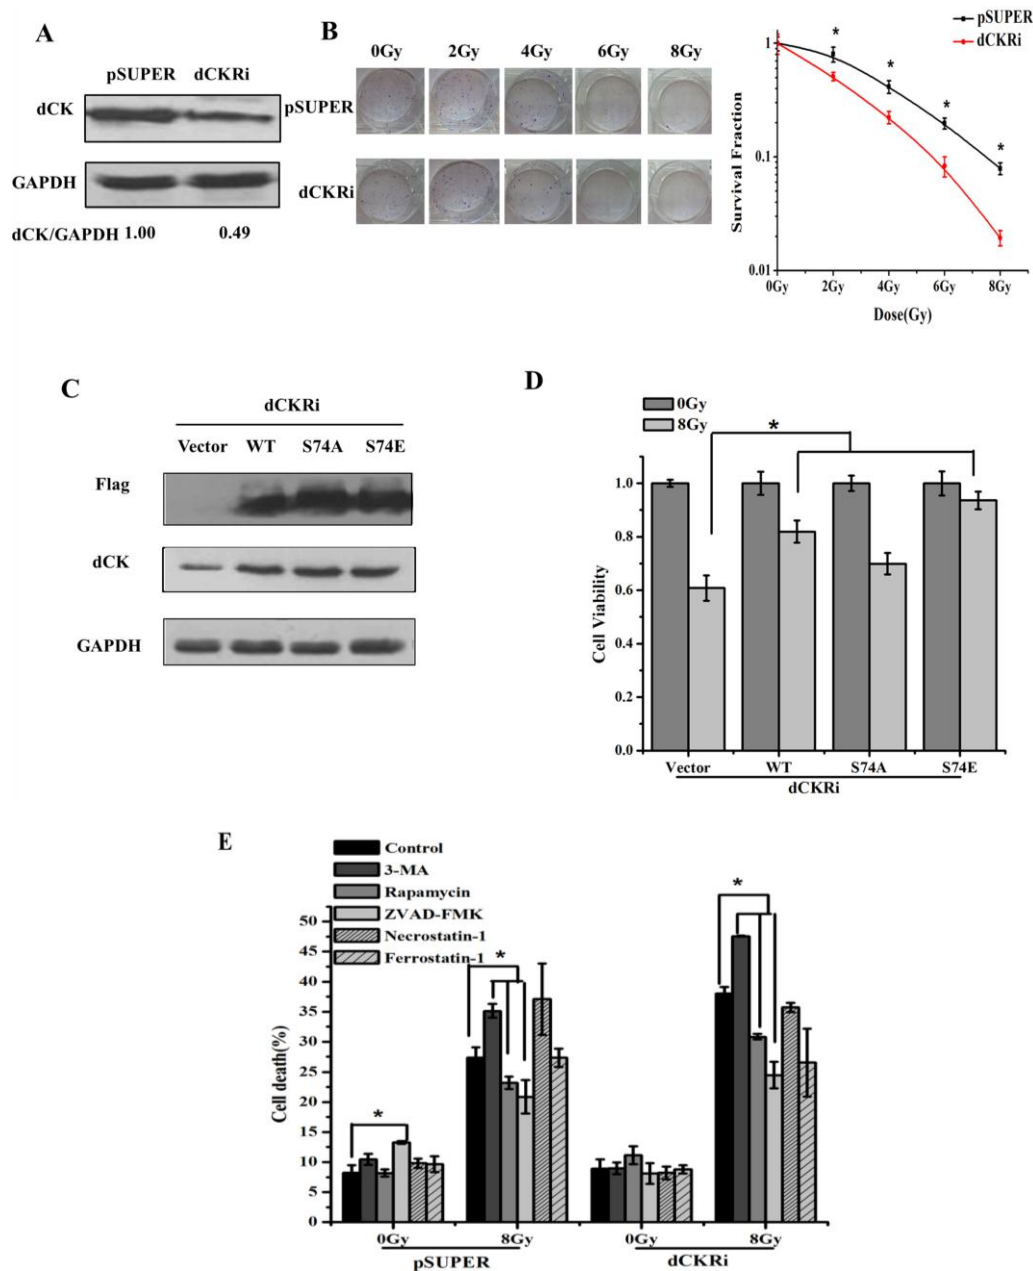 A
pSUPER dCKRi
dCK
GAPDH
dCK/GAPDH 1.00 0.49
B
0Gy 2Gy 4Gy 6Gy 8Gy
pSUPER
dCKRi
pSUPER
dCKRi
Survival Fraction
1
0.1
0.01
* * * *
0Gy 2Gy 4Gy 6Gy 8Gy
Dose(Gy)
C
dCKRi
Vector WT S74A S74E
Flag
dCK
GAPDH
D
0Gy
8Gy
*
Cell Viability
1.0
0.8
0.6
0.4
0.2
0.0
Vector WT S74A S74E
dCKRi
E
Control
3-MA
Rapamycin
ZVAD-FMK
Necrostatin-1
Ferrostatin-1
Cell death(%)
50
45
40
35
30
25
20
15
10
5
0
* * *
0Gy 8Gy 0Gy 8Gy
pSUPER dCKRi